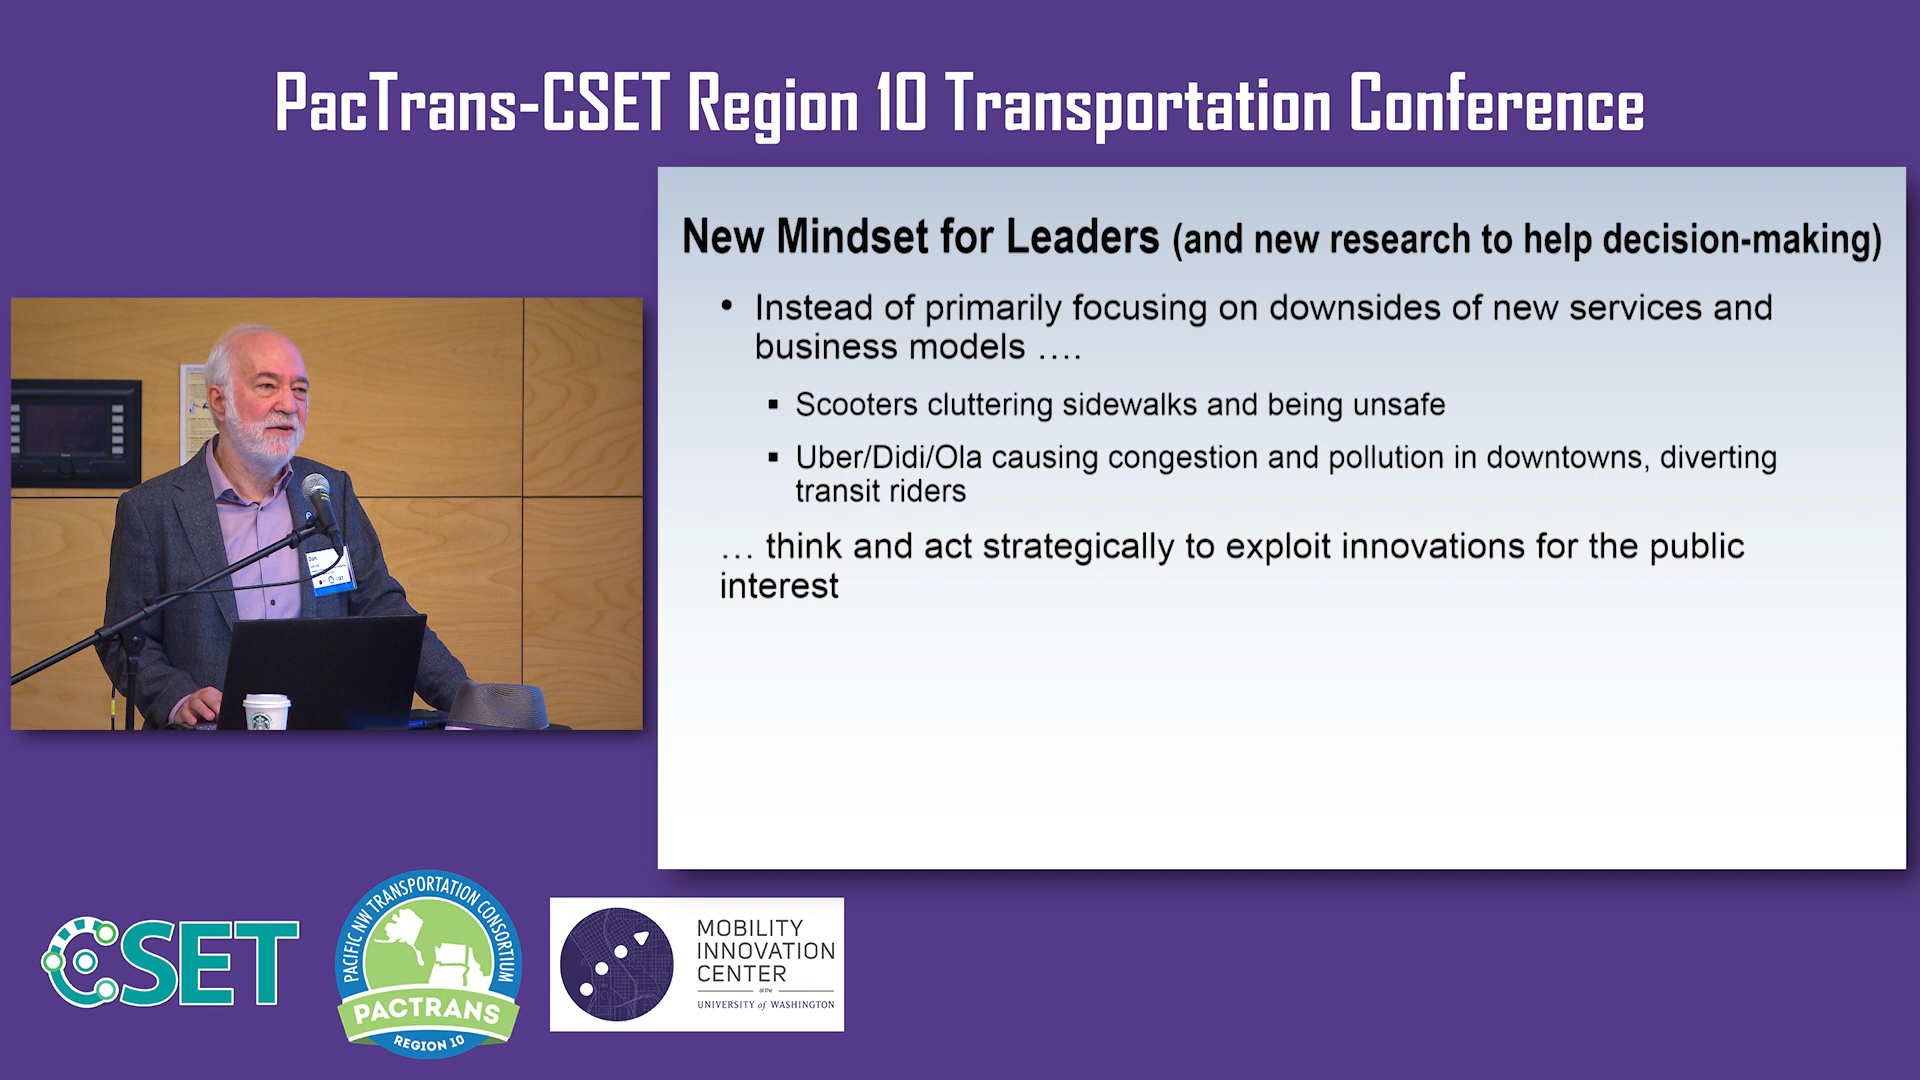 PacTrans-CSET Region 10 Transportation Conference
New Mindset for Leaders (and new research to help decision-making)
• Instead of primarily focusing on downsides of new services and
business models ....
▪ Scooters cluttering sidewalks and being unsafe
▪ Uber/Didi/Ola causing congestion and pollution in downtowns, diverting
transit riders
... think and act strategically to exploit innovations for the public
interest
Dan
CSET
PACIFIC NW TRANSPORTATION CONSORTIUM
PACTRANS
REGION 10
MOBILITY
INNOVATION
CENTER
at the
UNIVERSITY of WASHINGTON